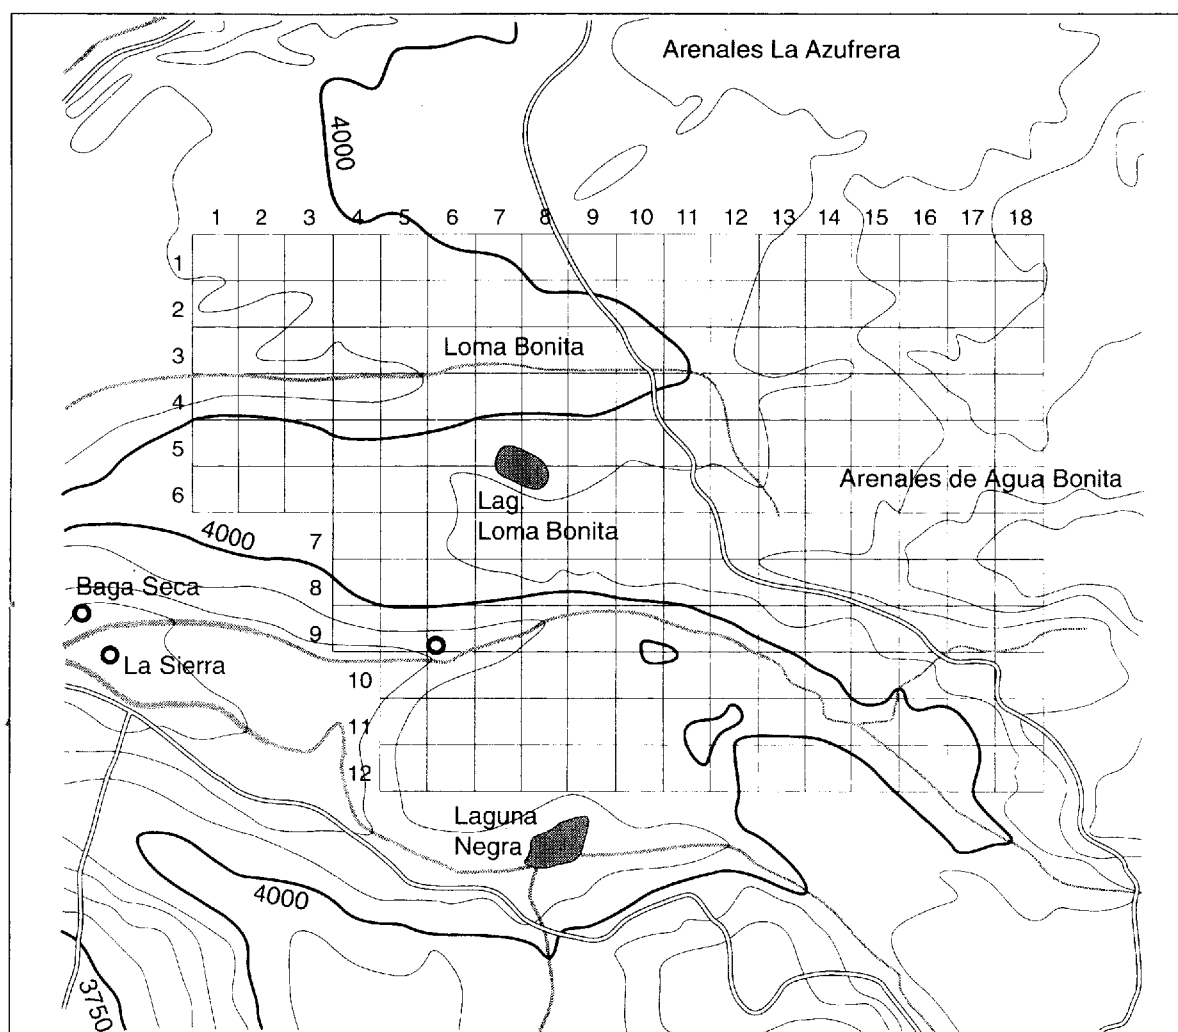 Arenales La Azufrera
4000
1 2 3 4 5 6 7 8 9 10 11 12 13 14 15 16 17 18
1
2
3
Loma Bonita
4
5
6
Arenales de Agua Bonita
Lag.
Loma Bonita
4000
7
8
Baga Seca
9
La Sierra
10
11
12
Laguna
Negra
4000
3750